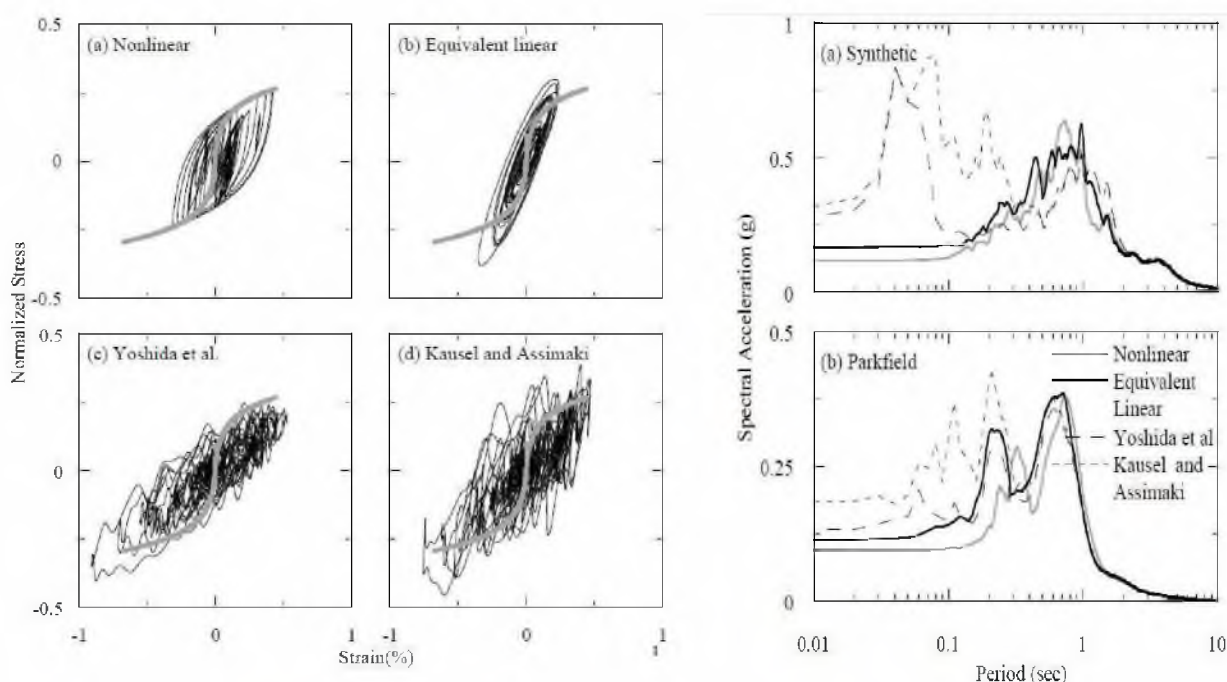 (a) Nonlinear
(b) Equivalent linear
(c) Yoshida et al.
(d) Kausel and Assimaki
Normalized Stress
0.5
0
-0.5
0.5
0
-0.5
-1
0
1
-1
0
1
Strain(%)
1
(a) Synthetic
1
0.5
0
Spectral Acceleration (g)
(b) Parkfield
Nonlinear
Equivalent
Linear
Yoshida et al
Kausel and
Assimaki
0.5
0.25
0
0.01
0.1
1
10
Period (sec)